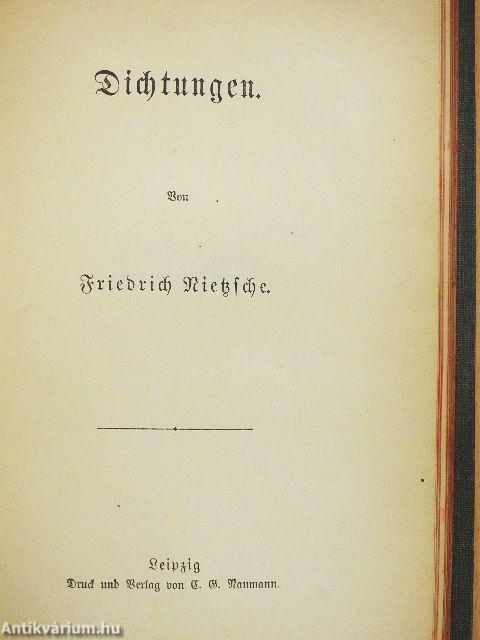 Dichtungen.
Von
Friedrich Nietzsche.
Leipzig
Druck und Verlag von C. G. Naumann.
Antikvárium.hu